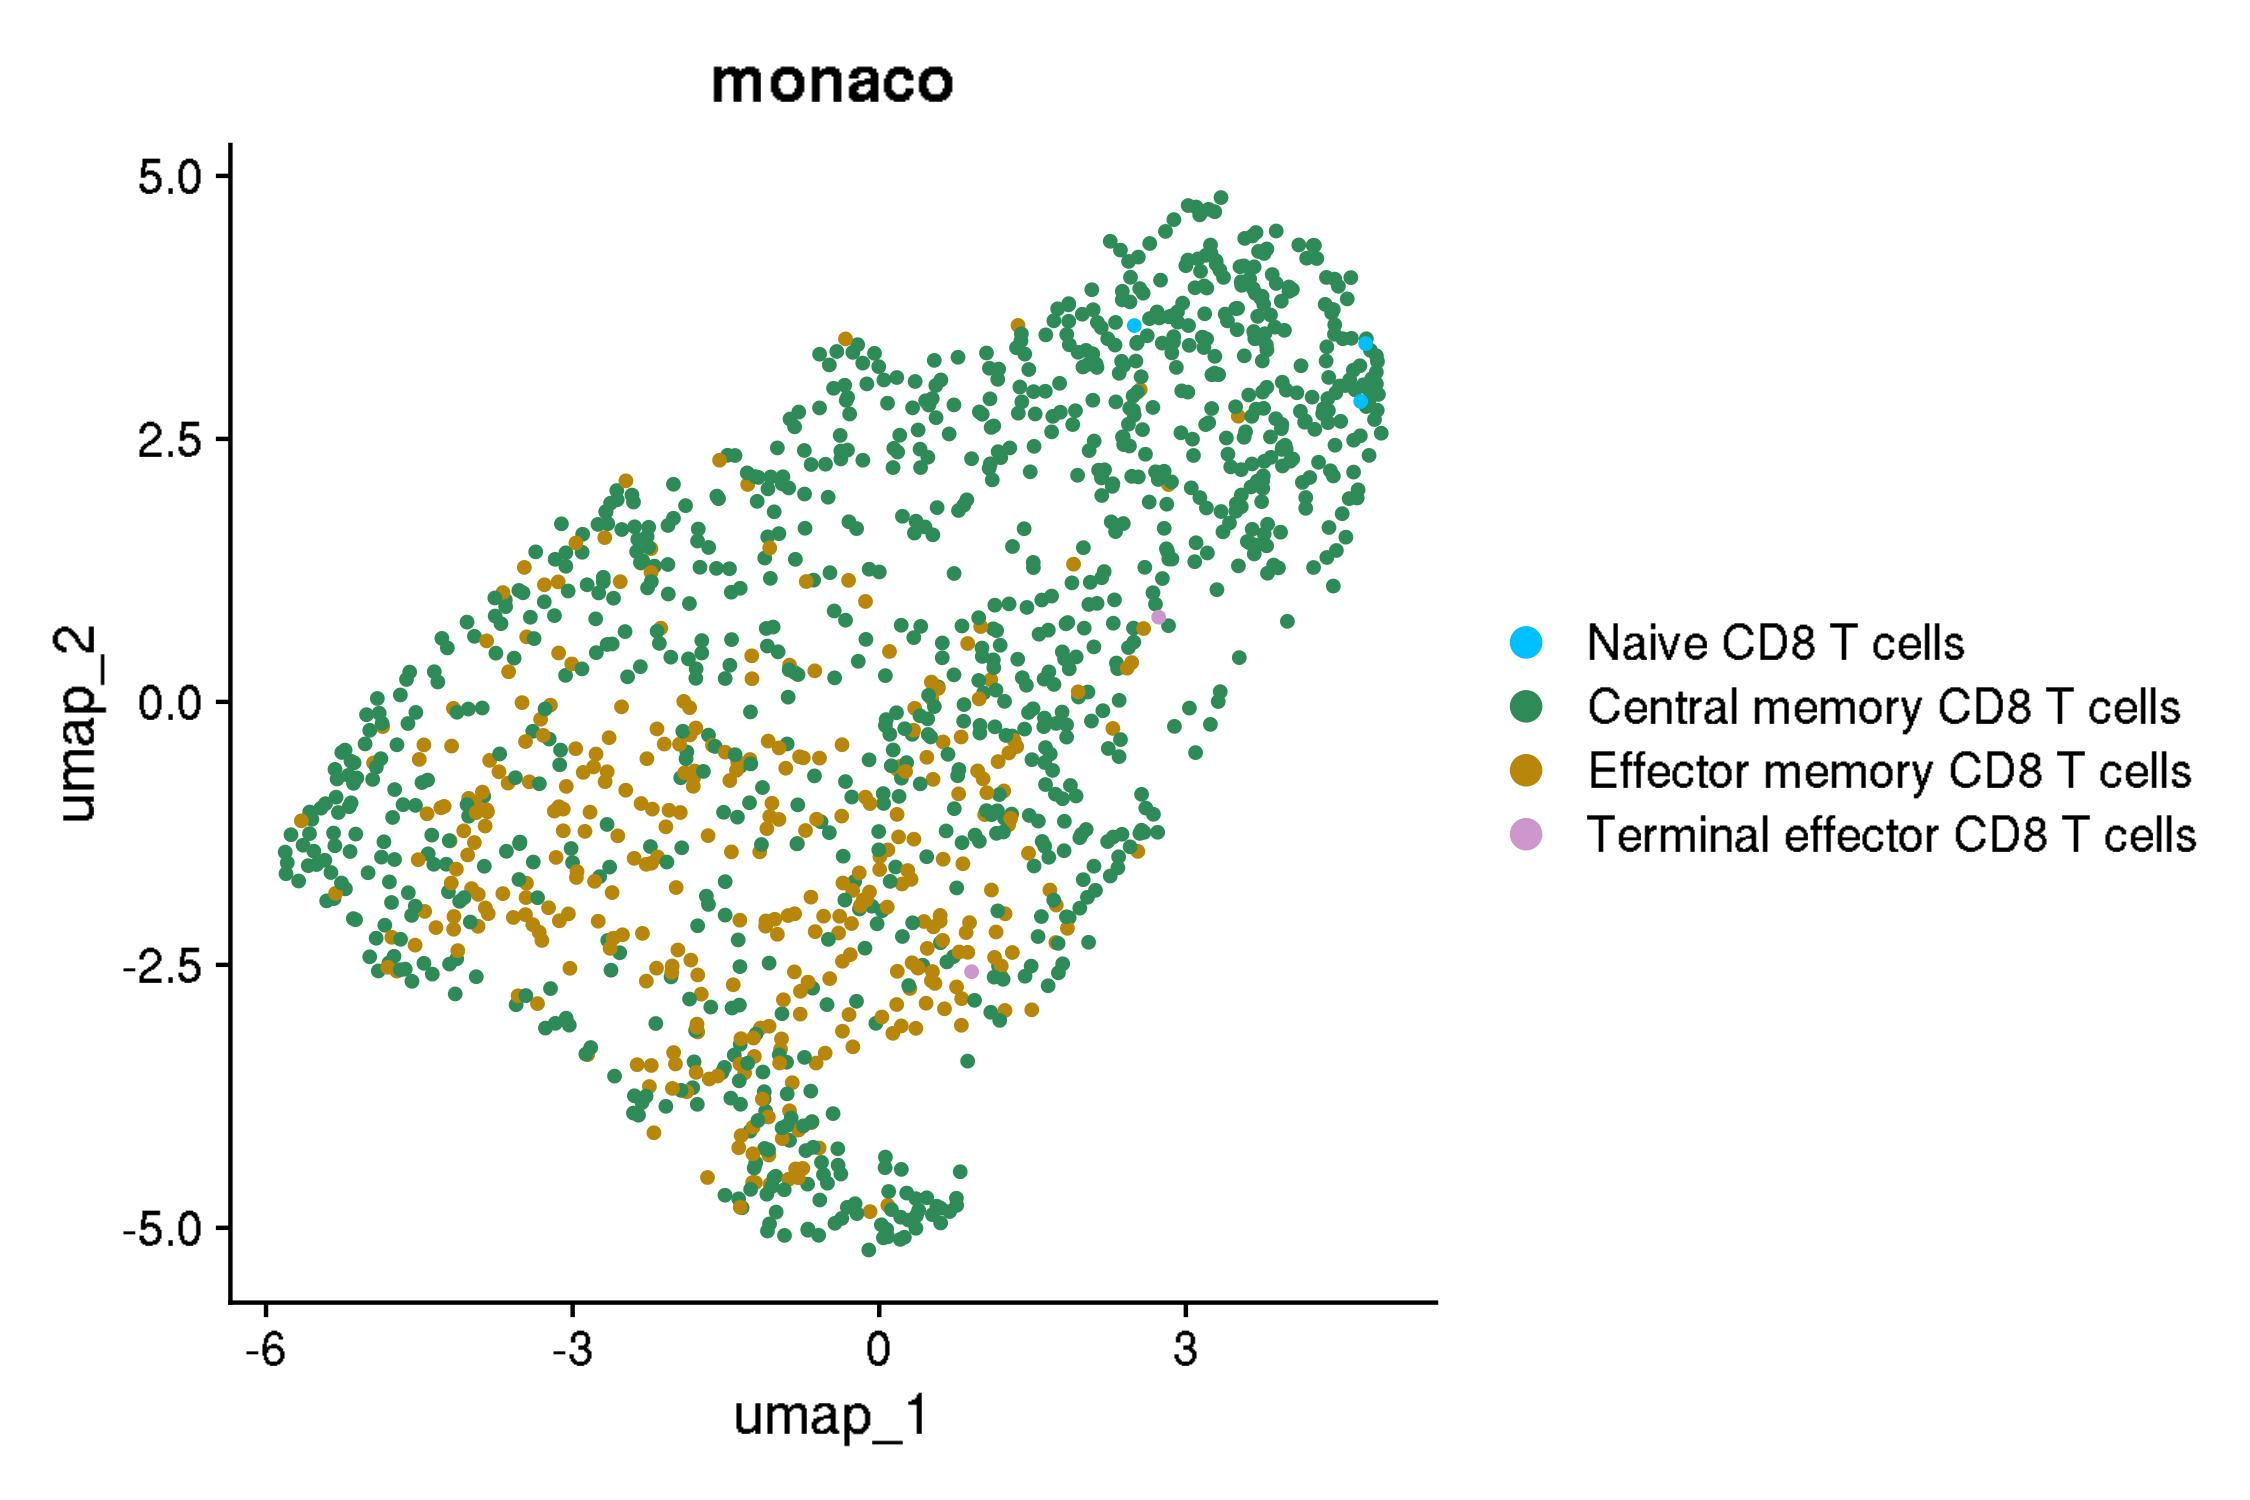 monaco
5.0
2.5
0.0
-2.5
-5.0
umap_2
-6
-3
0
3
umap_1
Naive CD8 T cells
Central memory CD8 T cells
Effector memory CD8 T cells
Terminal effector CD8 T cells